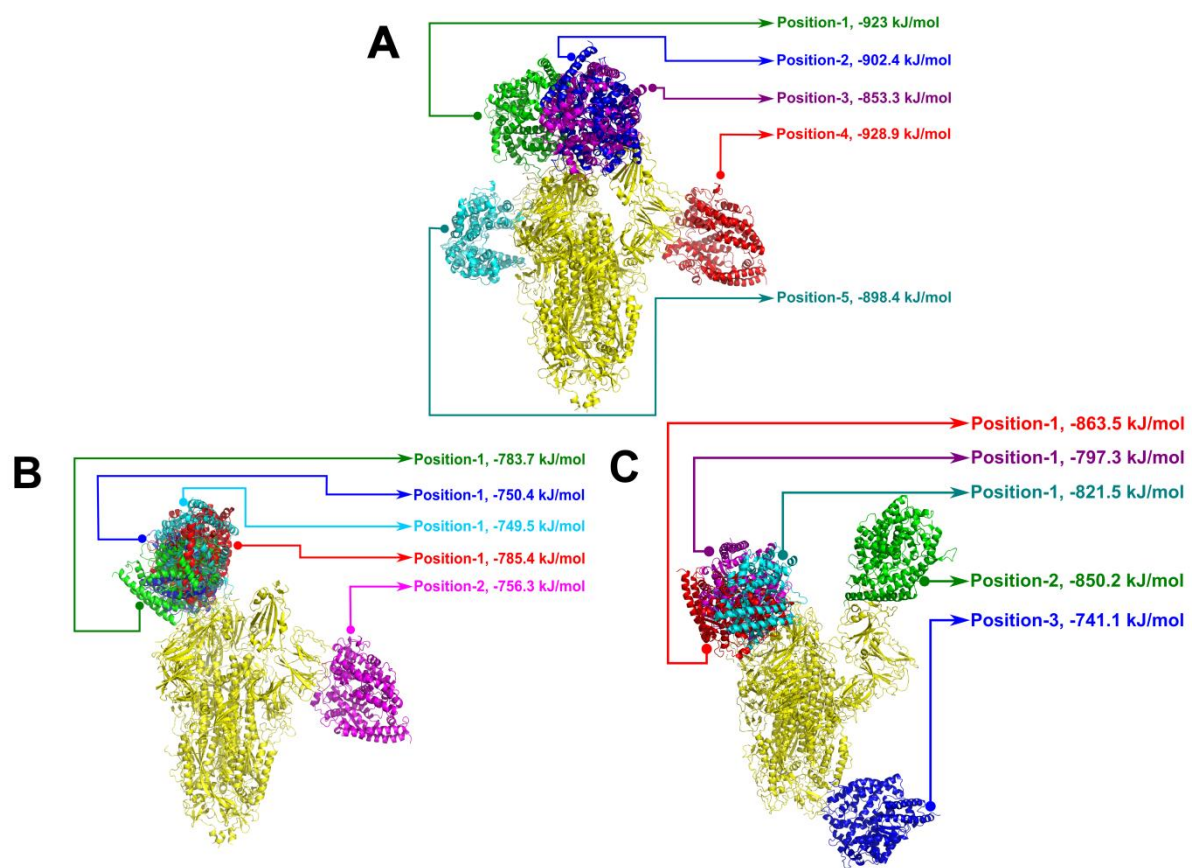 A
Position-1, -923 kJ/mol
Position-2, -902.4 kJ/mol
Position-3, -853.3 kJ/mol
Position-4, -928.9 kJ/mol
Position-5, -898.4 kJ/mol
B
Position-1, -783.7 kJ/mol
Position-1, -750.4 kJ/mol
Position-1, -749.5 kJ/mol
Position-1, -785.4 kJ/mol
Position-2, -756.3 kJ/mol
C
Position-1, -863.5 kJ/mol
Position-1, -797.3 kJ/mol
Position-1, -821.5 kJ/mol
Position-2, -850.2 kJ/mol
Position-3, -741.1 kJ/mol